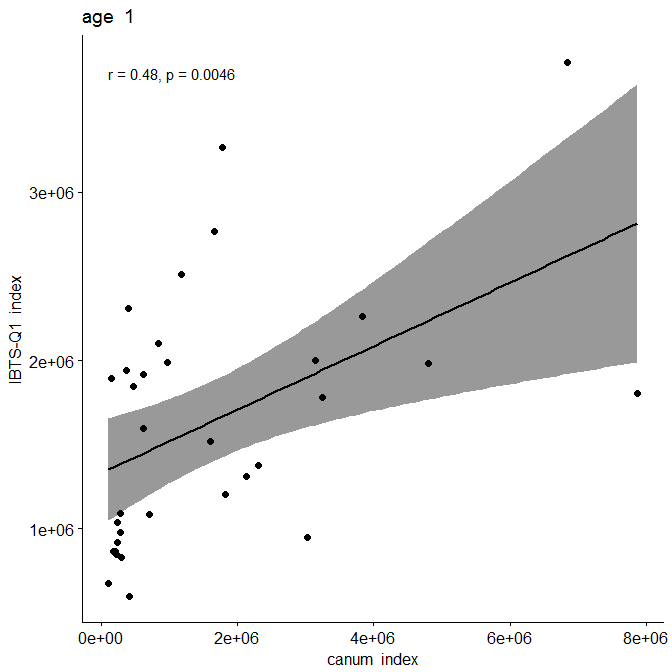 age 1
r = 0.48, p = 0.0046
IBTS-Q1 index
3e+06
2e+06
1e+06
0e+00 2e+06 4e+06 6e+06 8e+06
canum index